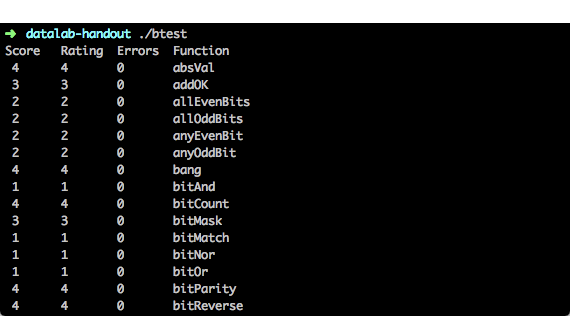 ➜ datalab-handout ./btest
Score Rating Errors Function
4 4 0 absVal
3 3 0 addOK
2 2 0 allEvenBits
2 2 0 allOddBits
2 2 0 anyEvenBit
2 2 0 anyOddBit
4 4 0 bang
1 1 0 bitAnd
4 4 0 bitCount
3 3 0 bitMask
1 1 0 bitMatch
1 1 0 bitNor
1 1 0 bitOr
4 4 0 bitParity
4 4 0 bitReverse